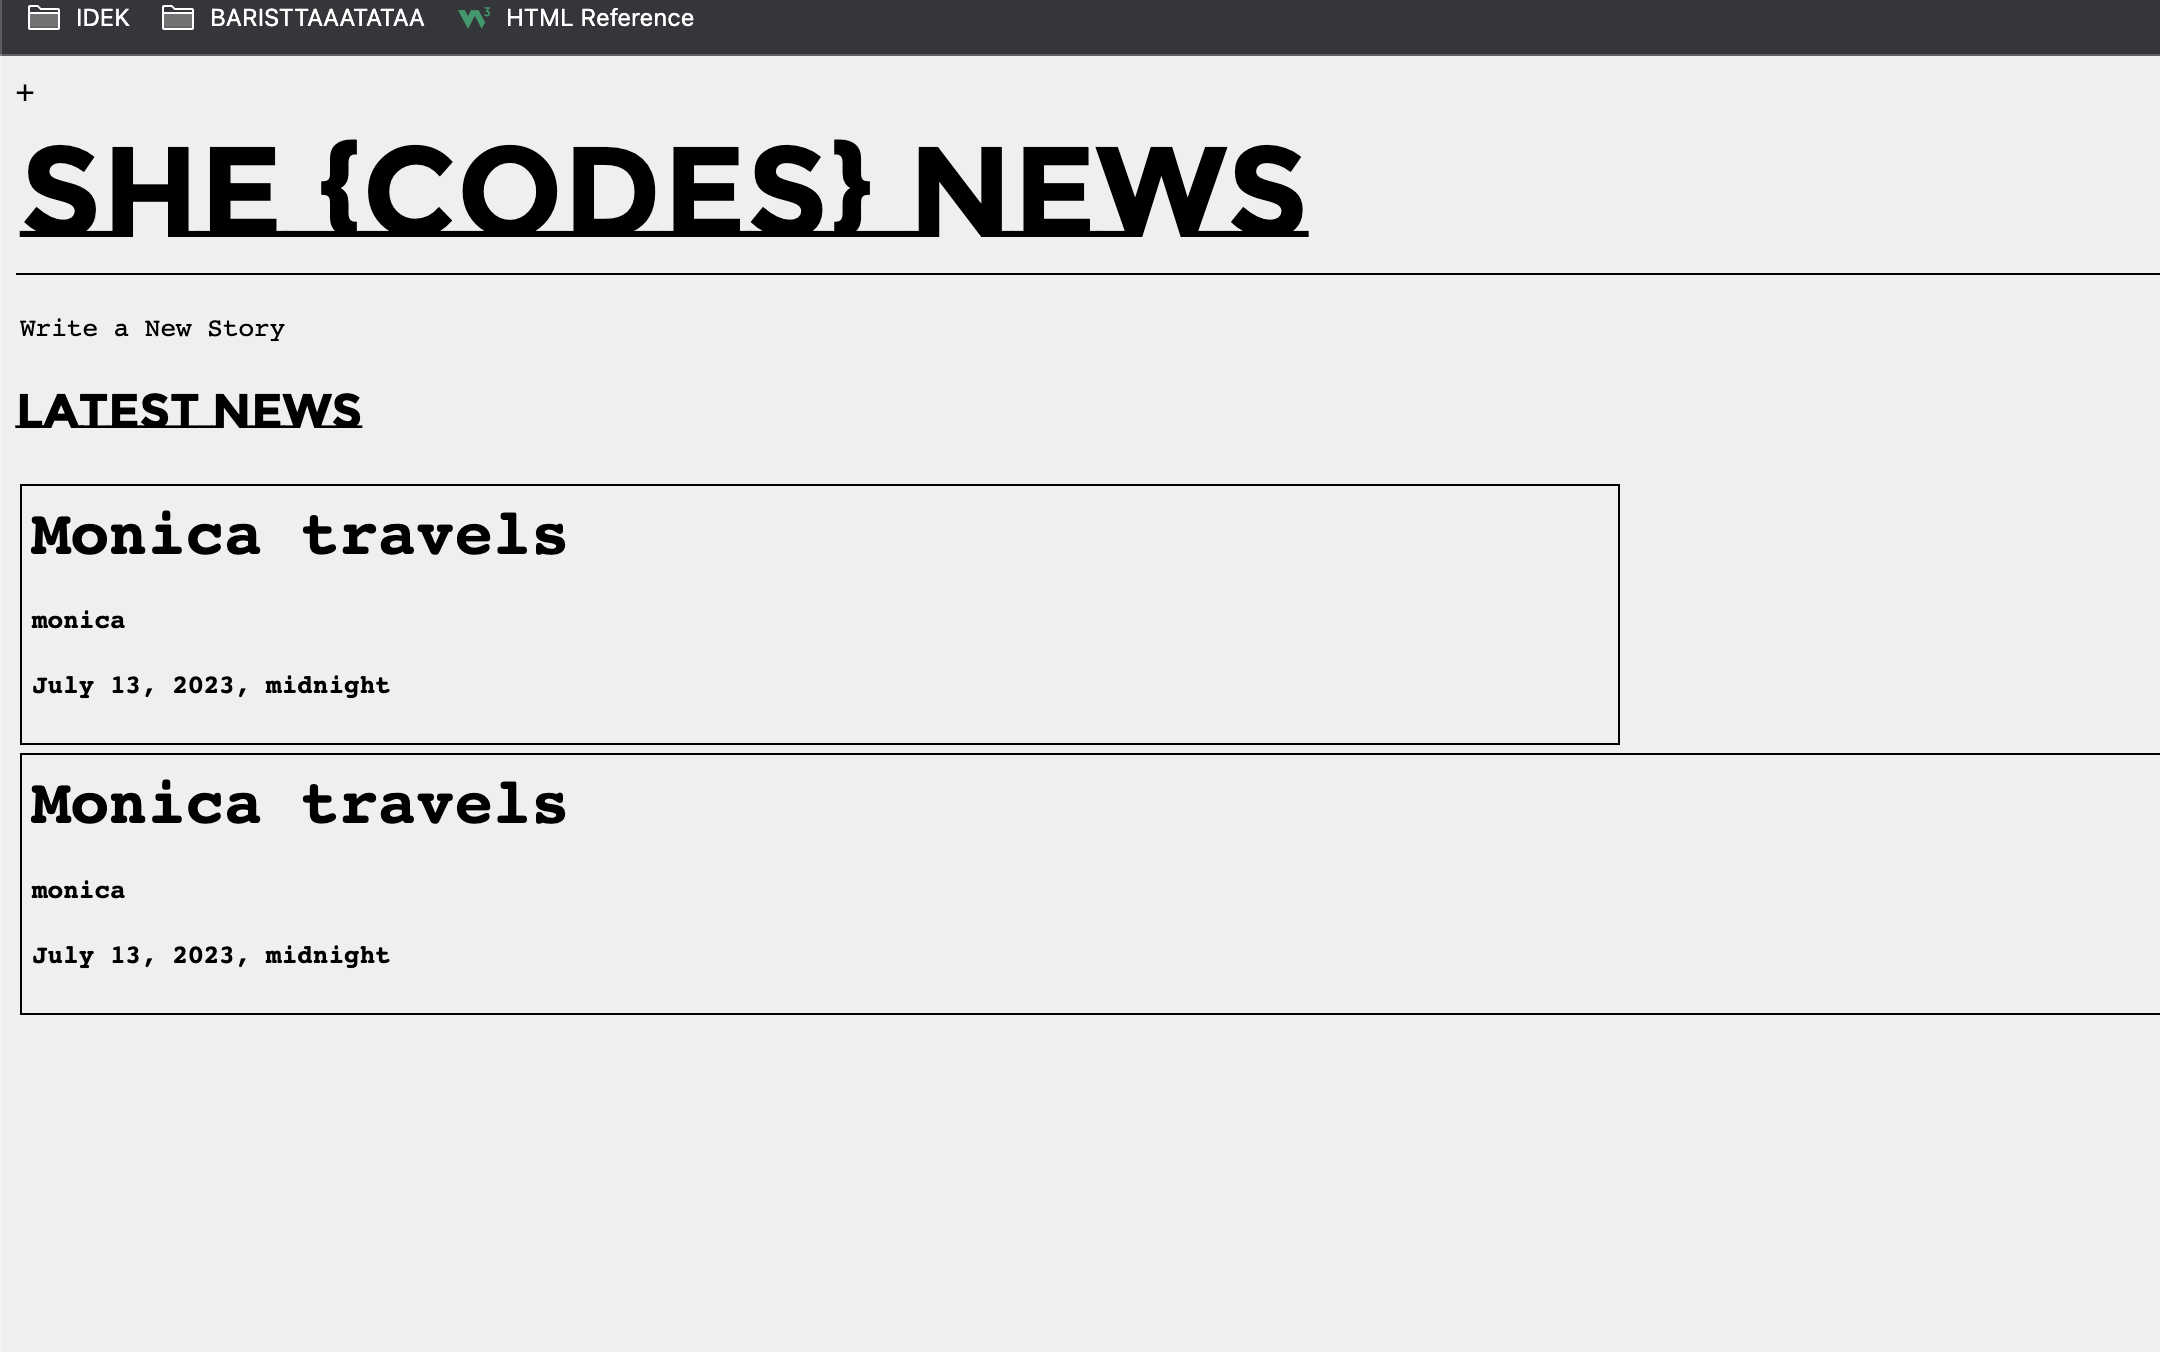 IDEK BARISTTAAATATAA W3 HTML Reference
+
SHE {CODES} NEWS
Write a New Story
LATEST NEWS
Monica travels
monica
July 13, 2023, midnight
Monica travels
monica
July 13, 2023, midnight